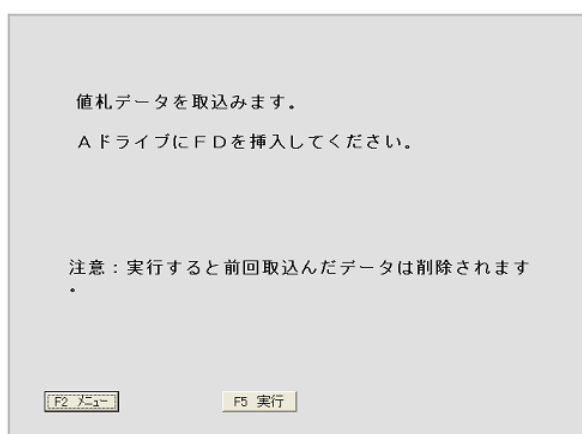 値札データを取込みます。
AドライブにFDを挿入してください。
注意：実行すると前回取込んだデータは削除されます
。
F2 メニュー
F5 実行